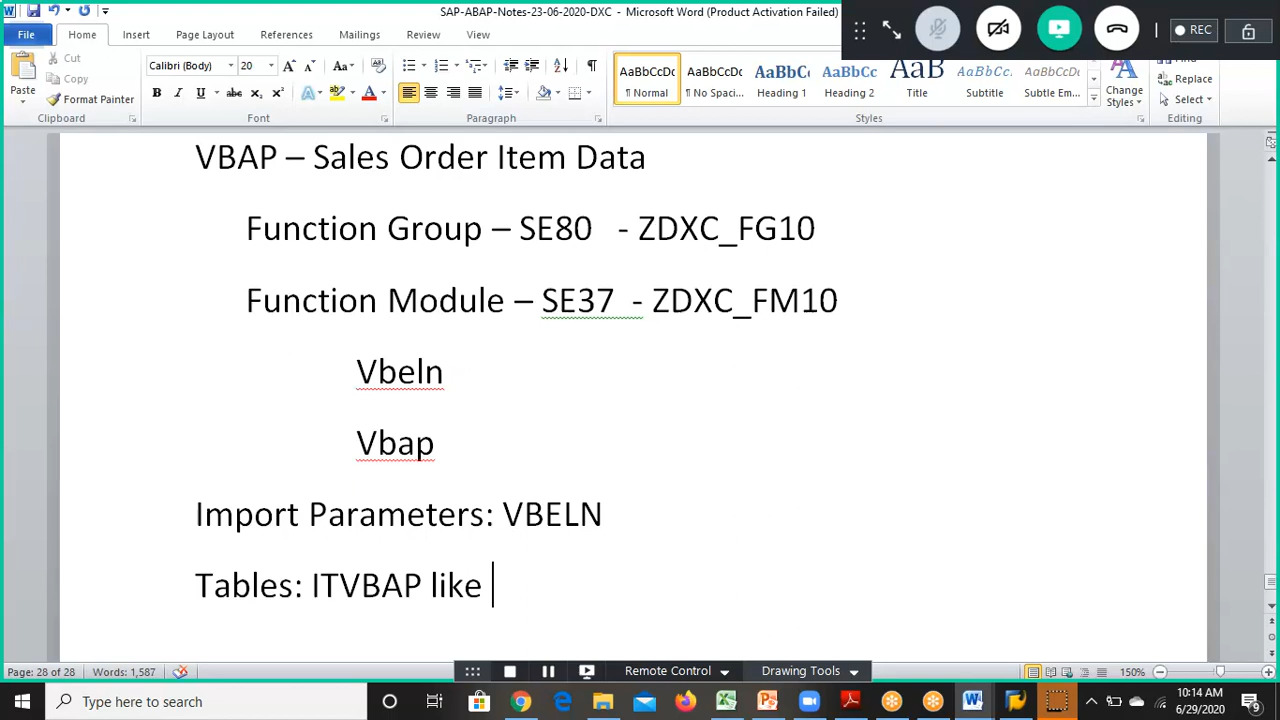 SAP-ABAP-Notes-23-06-2020-DXC - Microsoft Word (Product Activation Failed)
REC
File Home Insert Page Layout References Mailings Review View
Cut
Copy
Format Painter
Paste
Calibri (Body) 20
AaBbCcDc AaBbCcDc AaBbCc AaBbCc AaB AaBbCcL AaBbCcDc
¶ Normal ¶ No Spaci... Heading 1 Heading 2 Title Subtitle Subtle Em...
Change Styles
Replace
Select
Clipboard Font Paragraph Styles Editing
VBAP – Sales Order Item Data
Function Group – SE80 - ZDXC_FG10
Function Module – SE37 - ZDXC_FM10
Vbeln
Vbap
Import Parameters: VBELN
Tables: ITVBAP like
Page: 28 of 28 Words: 1,587
Remote Control Drawing Tools
150%
Type here to search
10:14 AM
6/29/2020